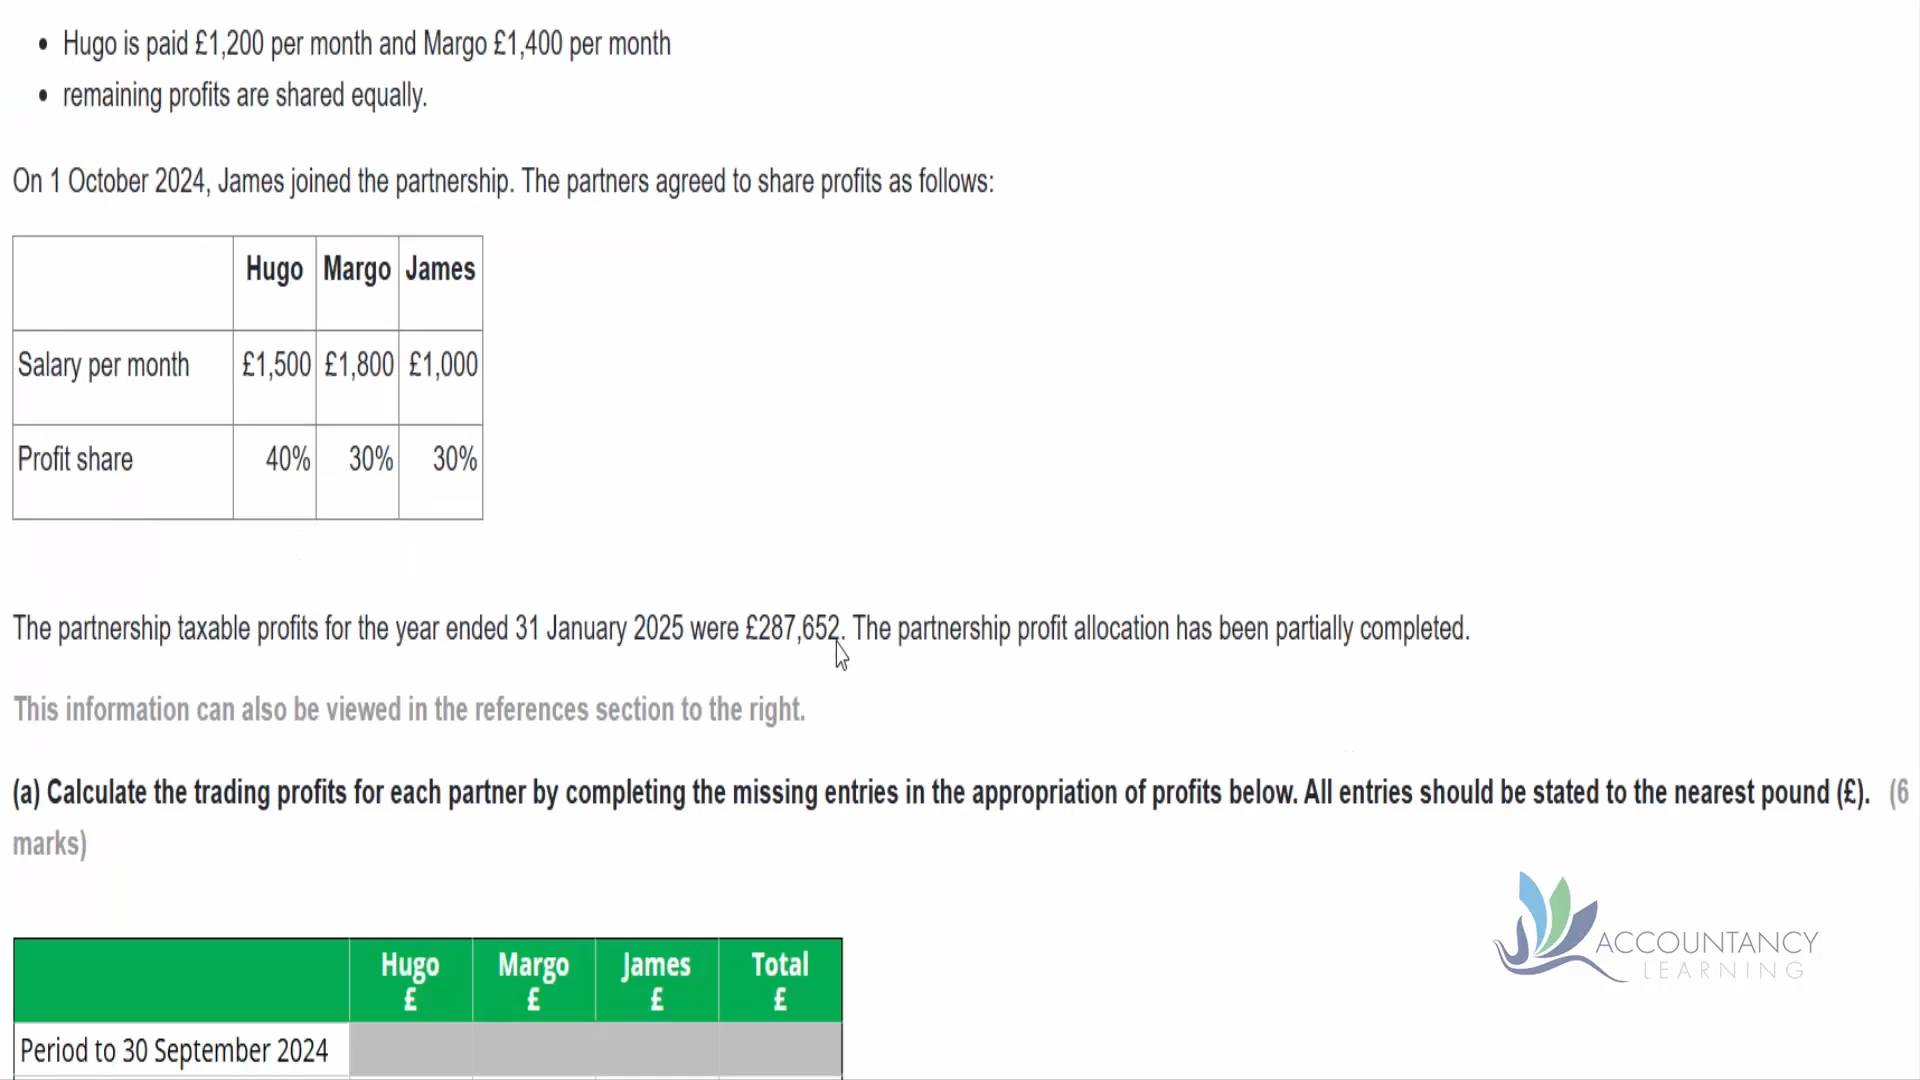 Hugo is paid £1,200 per month and Margo £1,400 per month
remaining profits are shared equally.
On 1 October 2024, James joined the partnership. The partners agreed to share profits as follows:
Hugo Margo James
Salary per month £1,500 £1,800 £1,000
Profit share 40% 30% 30%
The partnership taxable profits for the year ended 31 January 2025 were £287,652. The partnership profit allocation has been partially completed.
This information can also be viewed in the references section to the right.
(a) Calculate the trading profits for each partner by completing the missing entries in the appropriation of profits below. All entries should be stated to the nearest pound (£). (6
marks)
ACCOUNTANCY
LEARNING
Hugo Margo James Total
£ £ £ £
Period to 30 September 2024